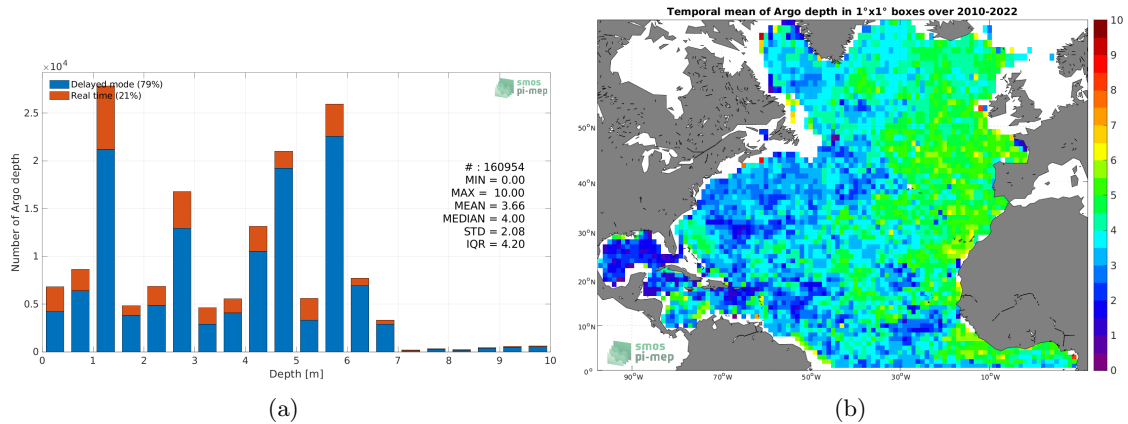 ×10⁴
Delayed mode (79%)
Real time (21%)
smos
pi-mep
2.5
2
1.5
1
0.5
0
Number of Argo depth
# : 160954
MIN = 0.00
MAX = 10.00
MEAN = 3.66
MEDIAN = 4.00
STD = 2.08
IQR = 4.20
0 1 2 3 4 5 6 7 8 9 10
Depth [m]
(a)
Temporal mean of Argo depth in 1°x1° boxes over 2010-2022
50°N
40°N
30°N
20°N
10°N
0°
90°W 70°W 50°W 30°W 10°W
smos
pi-mep
10
9
8
7
6
5
4
3
2
1
0
(b)